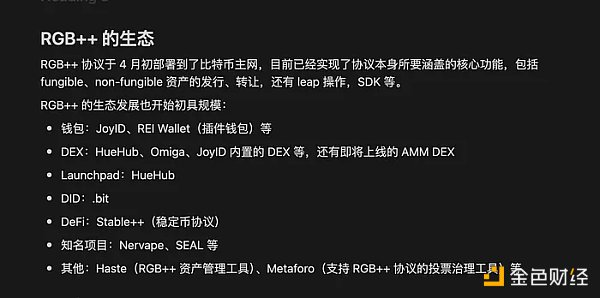 RGB++ 的生态
RGB++ 协议于 4 月初部署到了比特币主网，目前已经实现了协议本身所要涵盖的核心功能，包括
fungible、non-fungible 资产的发行、转让，还有 leap 操作，SDK 等。
RGB++ 的生态发展也开始初具规模：
• 钱包：JoyID、REI Wallet（插件钱包）等
• DEX：HueHub、Omiga、JoyID 内置的 DEX 等，还有即将上线的 AMM DEX
• Launchpad：HueHub
• DID：.bit
• DeFi：Stable++（稳定币协议）
• 知名项目：Nervape、SEAL 等
• 其他：Haste（RGB++ 资产管理工具）、Metaforo（支持 RGB++ 协议的投票治理工具）等
金色财经